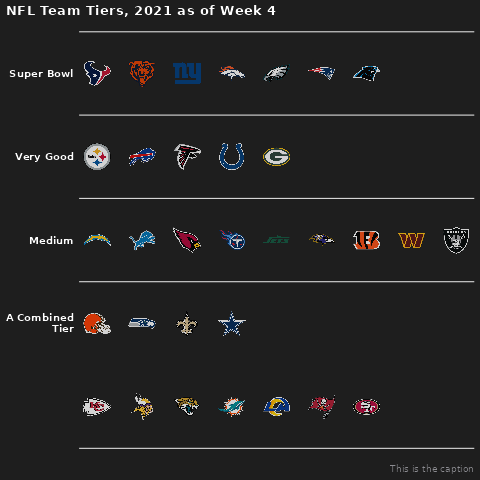 NFL Team Tiers, 2021 as of Week 4
Super Bowl
Very Good
Medium
JETS
A Combined
Tier
This is the caption